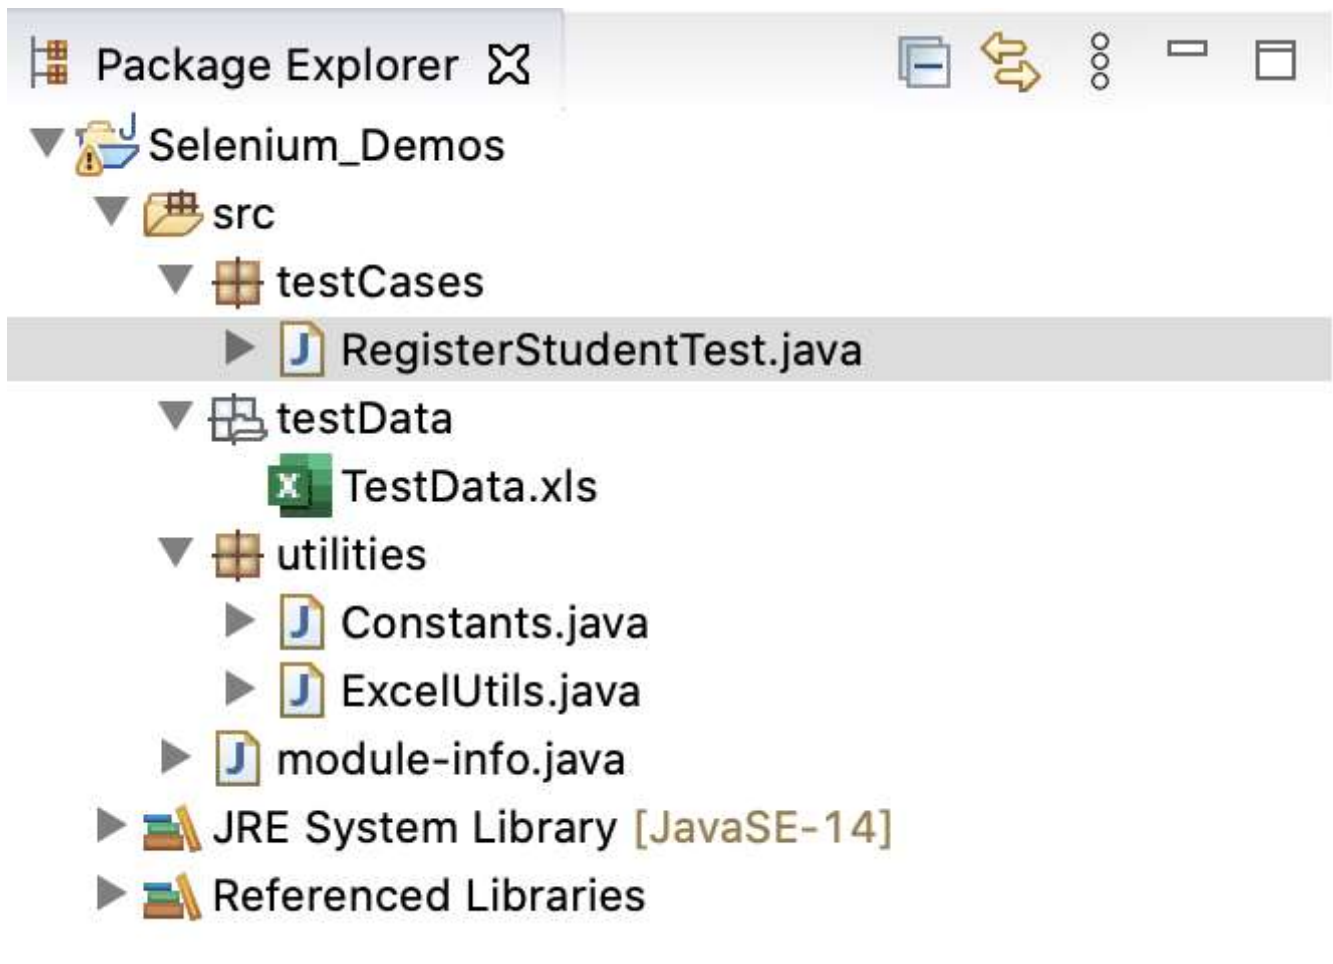 Package Explorer
Selenium_Demos
src
testCases
RegisterStudentTest.java
testData
TestData.xls
utilities
Constants.java
ExcelUtils.java
module-info.java
JRE System Library [JavaSE-14]
Referenced Libraries